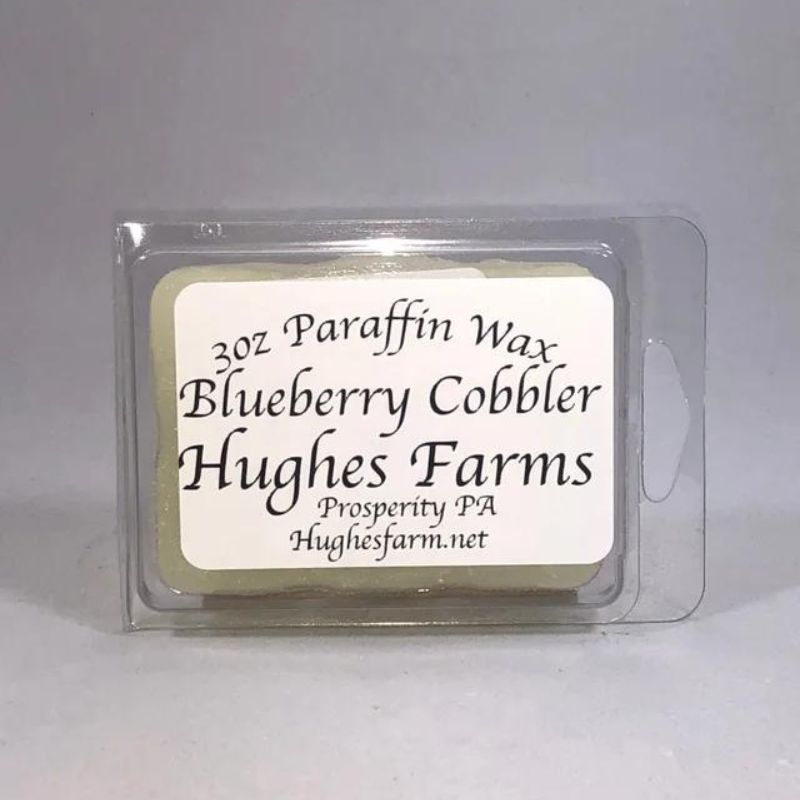 3oz Paraffin Wax
Blueberry Cobbler
Hughes Farms
Prosperity PA
Hughesfarm.net